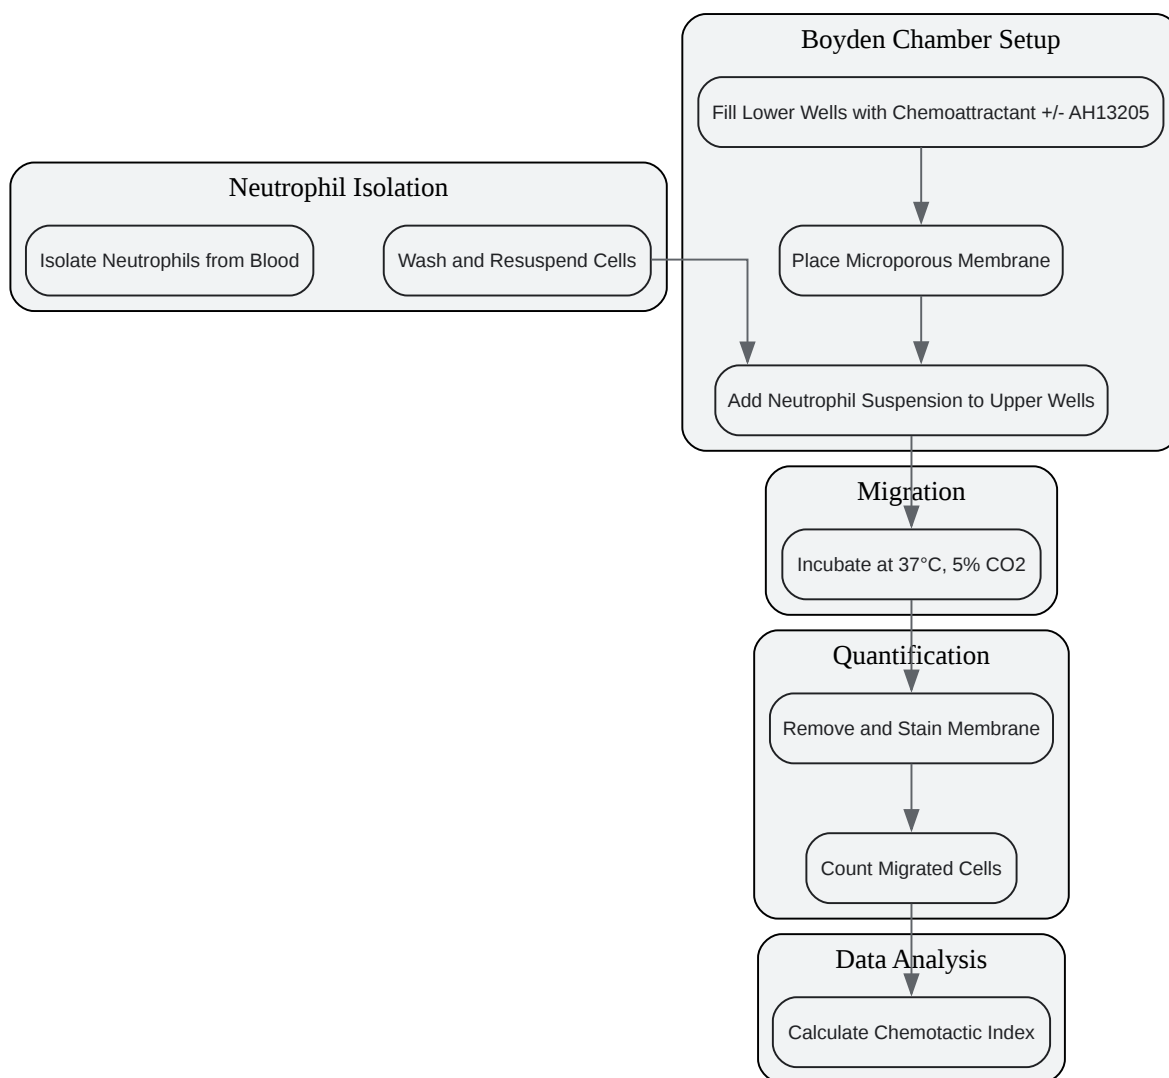 Boyden Chamber Setup
Fill Lower Wells with Chemoattractant +/- AH13205
Neutrophil Isolation
Isolate Neutrophils from Blood
Wash and Resuspend Cells
Place Microporous Membrane
Add Neutrophil Suspension to Upper Wells
Migration
Incubate at 37°C, 5% CO2
Quantification
Remove and Stain Membrane
Count Migrated Cells
Data Analysis
Calculate Chemotactic Index